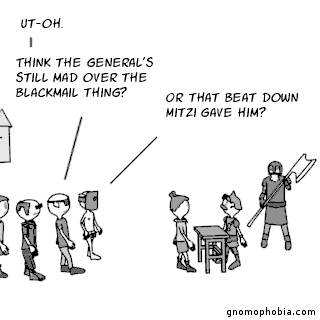 UT-OH.
THINK THE GENERAL'S
STILL MAD OVER THE
BLACKMAIL THING?
OR THAT BEAT DOWN
MITZI GAVE HIM?
gnomophobia.com